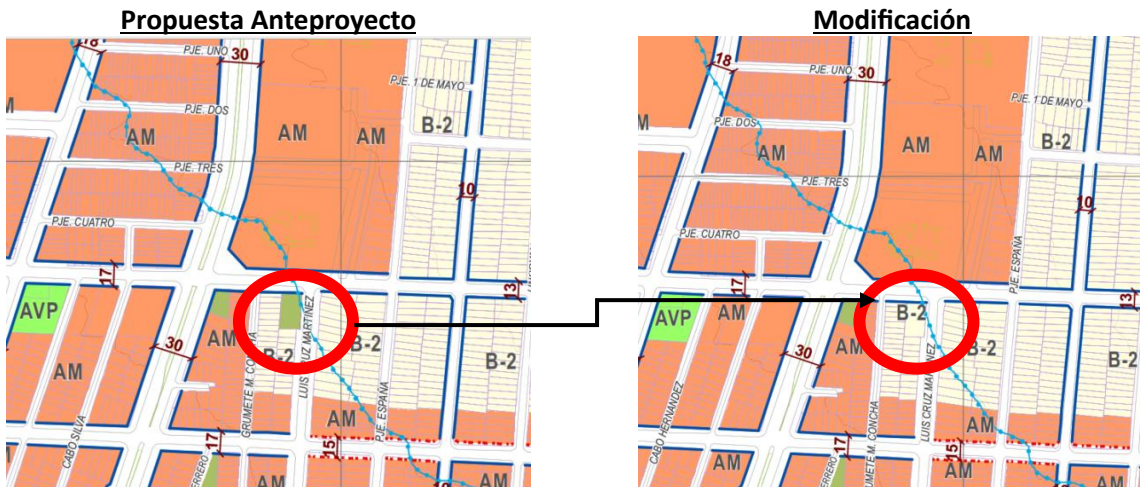 Propuesta Anteproyecto
18
PJE. UNO
30
PJE. 1 DE MAYO
PJE. DOS
AM
AM
AM
B-2
PJE. TRES
10
PJE. CUATRO
17
13
AVP
AM
B-2
30
AM
B-2
B-2
GRUMETE M. CONCHA
LUIS CRUZ MARTINEZ
PJE. ESPAÑA
CABO SILVA
AM
17
15
AM
AM
AM
Modificación
18
PJE. UNO
30
PJE. 1 DE MAYO
M
PJE. DOS
B-2
AM
AM
AM
PJE. TRES
10
PJE. CUATRO
PJE. ESPAÑA
17
13
AVP
AM
B-2
30
AM
B-2
B-2
CABO HERNANDEZ
LUIS CRUZ MARTINEZ
AM
17
15
AM
AM
AM